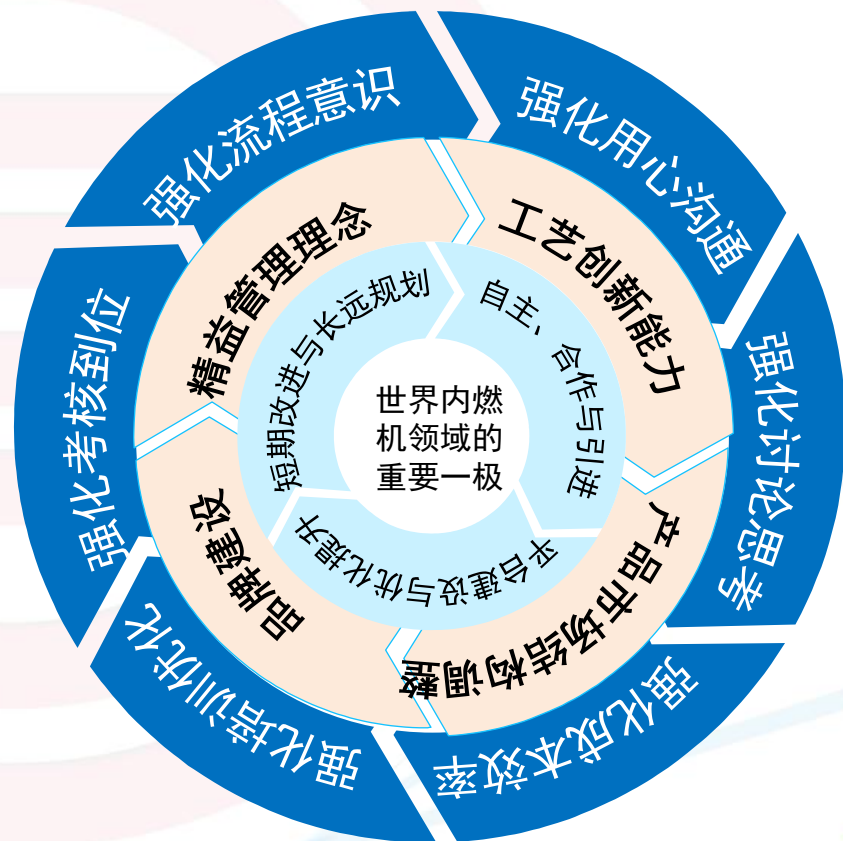 强化流程意识
强化用心沟通
强化讨论思考
强化成本效率
强化培训优化
强化考核到位
精益管理理念
工艺创新能力
产品市场结构调整
品牌建设
短期改进与长远规划
自主、合作与引进
平台建设与优化提升
世界内燃
机领域的
重要一极